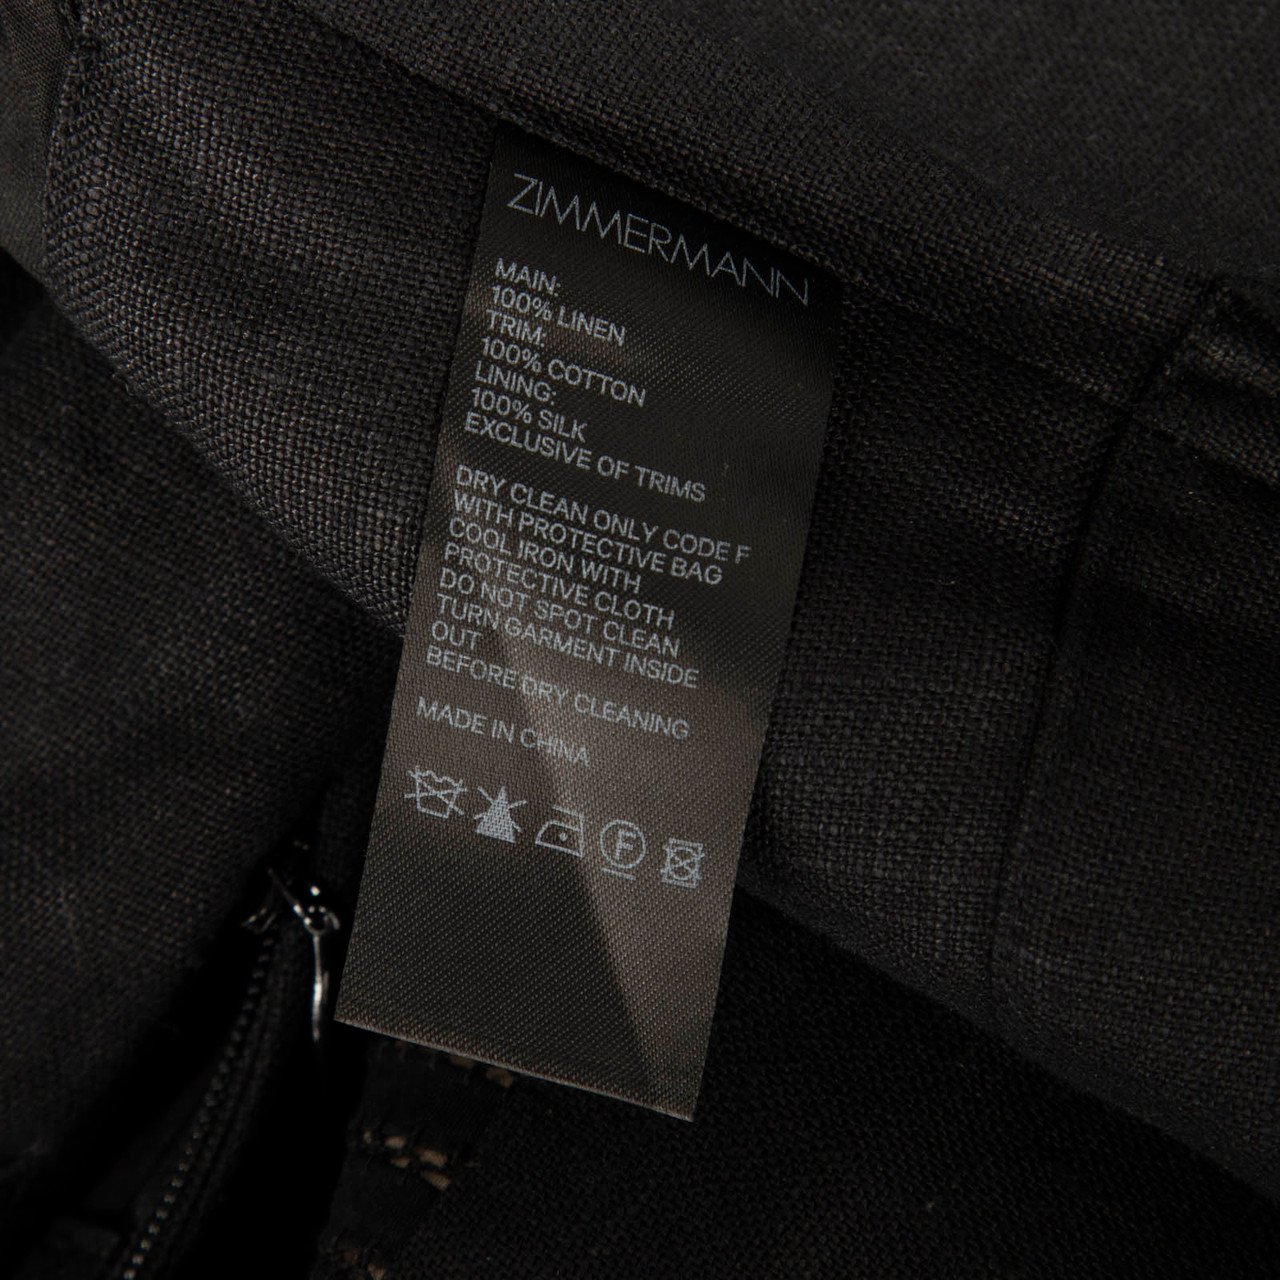 ZIMMERMANN
MAIN:
100% LINEN
TRIM:
100% COTTON
LINING:
100% SILK
EXCLUSIVE OF TRIMS
DRY CLEAN ONLY CODE F
WITH PROTECTIVE BAG
COOL IRON WITH
PROTECTIVE CLOTH
DO NOT SPOT CLEAN
TURN GARMENT INSIDE
OUT
BEFORE DRY CLEANING
MADE IN CHINA
F